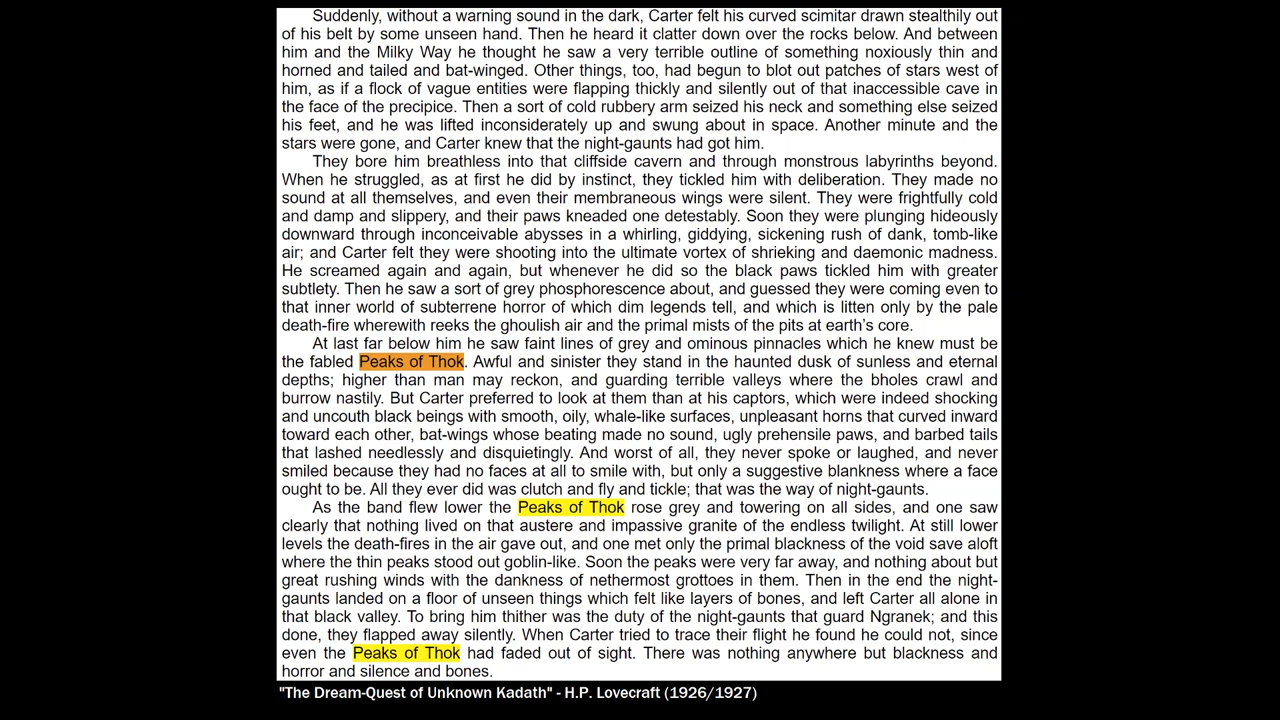 Suddenly, without a warning sound in the dark, Carter felt his curved scimitar drawn stealthily out
of his belt by some unseen hand. Then he heard it clatter down over the rocks below. And between
him and the Milky Way he thought he saw a very terrible outline of something noxiously thin and
horned and tailed and bat-winged. Other things, too, had begun to blot out patches of stars west of
him, as if a flock of vague entities were flapping thickly and silently out of that inaccessible cave in
the face of the precipice. Then a sort of cold rubbery arm seized his neck and something else seized
his feet, and he was lifted inconsiderately up and swung about in space. Another minute and the
stars were gone, and Carter knew that the night-gaunts had got him.
They bore him breathless into that cliffside cavern and through monstrous labyrinths beyond.
When he struggled, as at first he did by instinct, they tickled him with deliberation. They made no
sound at all themselves, and even their membraneous wings were silent. They were frightfully cold
and damp and slippery, and their paws kneaded one detestably. Soon they were plunging hideously
downward through inconceivable abysses in a whirling, giddying, sickening rush of dank, tomb-like
air; and Carter felt they were shooting into the ultimate vortex of shrieking and daemonic madness.
He screamed again and again, but whenever he did so the black paws tickled him with greater
subtlety. Then he saw a sort of grey phosphorescence about, and guessed they were coming even to
that inner world of subterrene horror of which dim legends tell, and which is litten only by the pale
death-fire wherewith reeks the ghoulish air and the primal mists of the pits at earth's core.
At last far below him he saw faint lines of grey and ominous pinnacles which he knew must be
the fabled Peaks of Thok. Awful and sinister they stand in the haunted dusk of sunless and eternal
depths; higher than man may reckon, and guarding terrible valleys where the bholes crawl and
burrow nastily. But Carter preferred to look at them than at his captors, which were indeed shocking
and uncouth black beings with smooth, oily, whale-like surfaces, unpleasant horns that curved inward
toward each other, bat-wings whose beating made no sound, ugly prehensile paws, and barbed tails
that lashed needlessly and disquietingly. And worst of all, they never spoke or laughed, and never
smiled because they had no faces at all to smile with, but only a suggestive blankness where a face
ought to be. All they ever did was clutch and fly and tickle; that was the way of night-gaunts.
As the band flew lower the Peaks of Thok rose grey and towering on all sides, and one saw
clearly that nothing lived on that austere and impassive granite of the endless twilight. At still lower
levels the death-fires in the air gave out, and one met only the primal blackness of the void save aloft
where the thin peaks stood out goblin-like. Soon the peaks were very far away, and nothing about but
great rushing winds with the dankness of nethermost grottoes in them. Then in the end the night-
gaunts landed on a floor of unseen things which felt like layers of bones, and left Carter all alone in
that black valley. To bring him thither was the duty of the night-gaunts that guard Ngranek; and this
done, they flapped away silently. When Carter tried to trace their flight he found he could not, since
even the Peaks of Thok had faded out of sight. There was nothing anywhere but blackness and
horror and silence and bones.
"The Dream-Quest of Unknown Kadath" - H.P. Lovecraft (1926/1927)